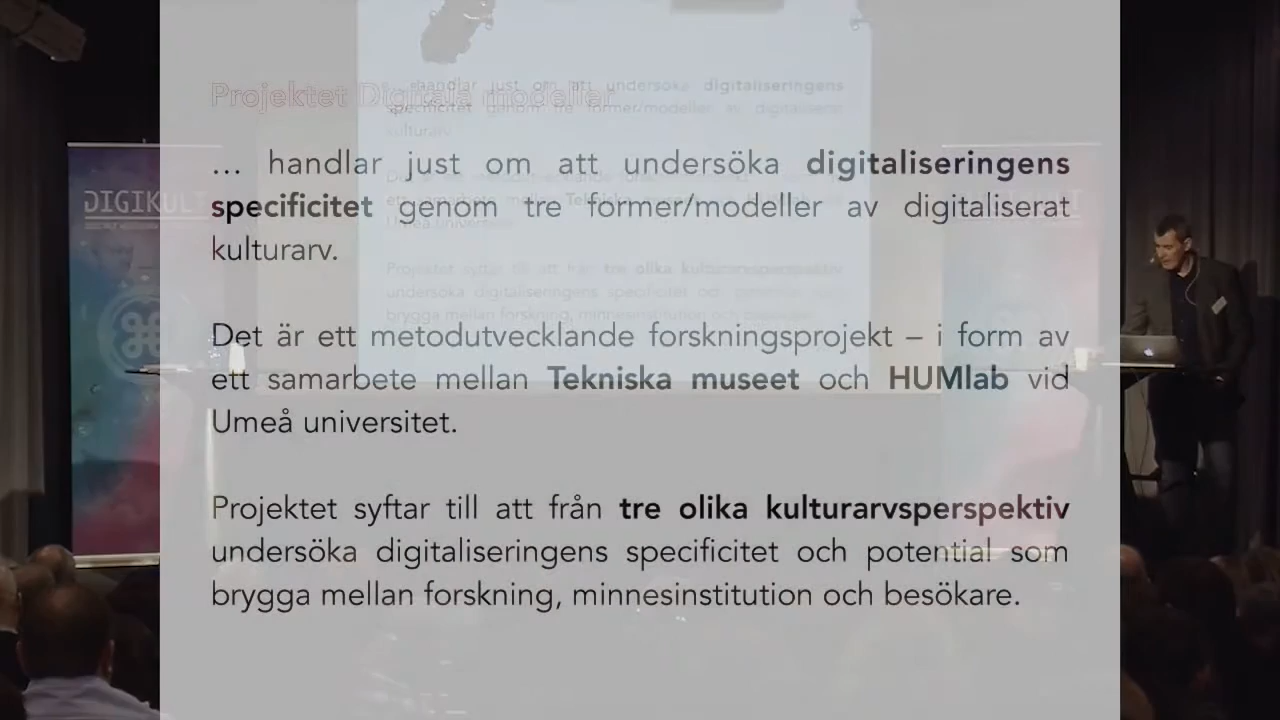 Projektet Digitala modeller
… handlar just om att undersöka digitaliseringens
specificitet genom tre former/modeller av digitaliserat
kulturarv.
Det är ett metodutvecklande forskningsprojekt – i form av
ett samarbete mellan Tekniska museet och HUMlab vid
Umeå universitet.
Projektet syftar till att från tre olika kulturarvsperspektiv
undersöka digitaliseringens specificitet och potential som
brygga mellan forskning, minnesinstitution och besökare.
DIGIKULT